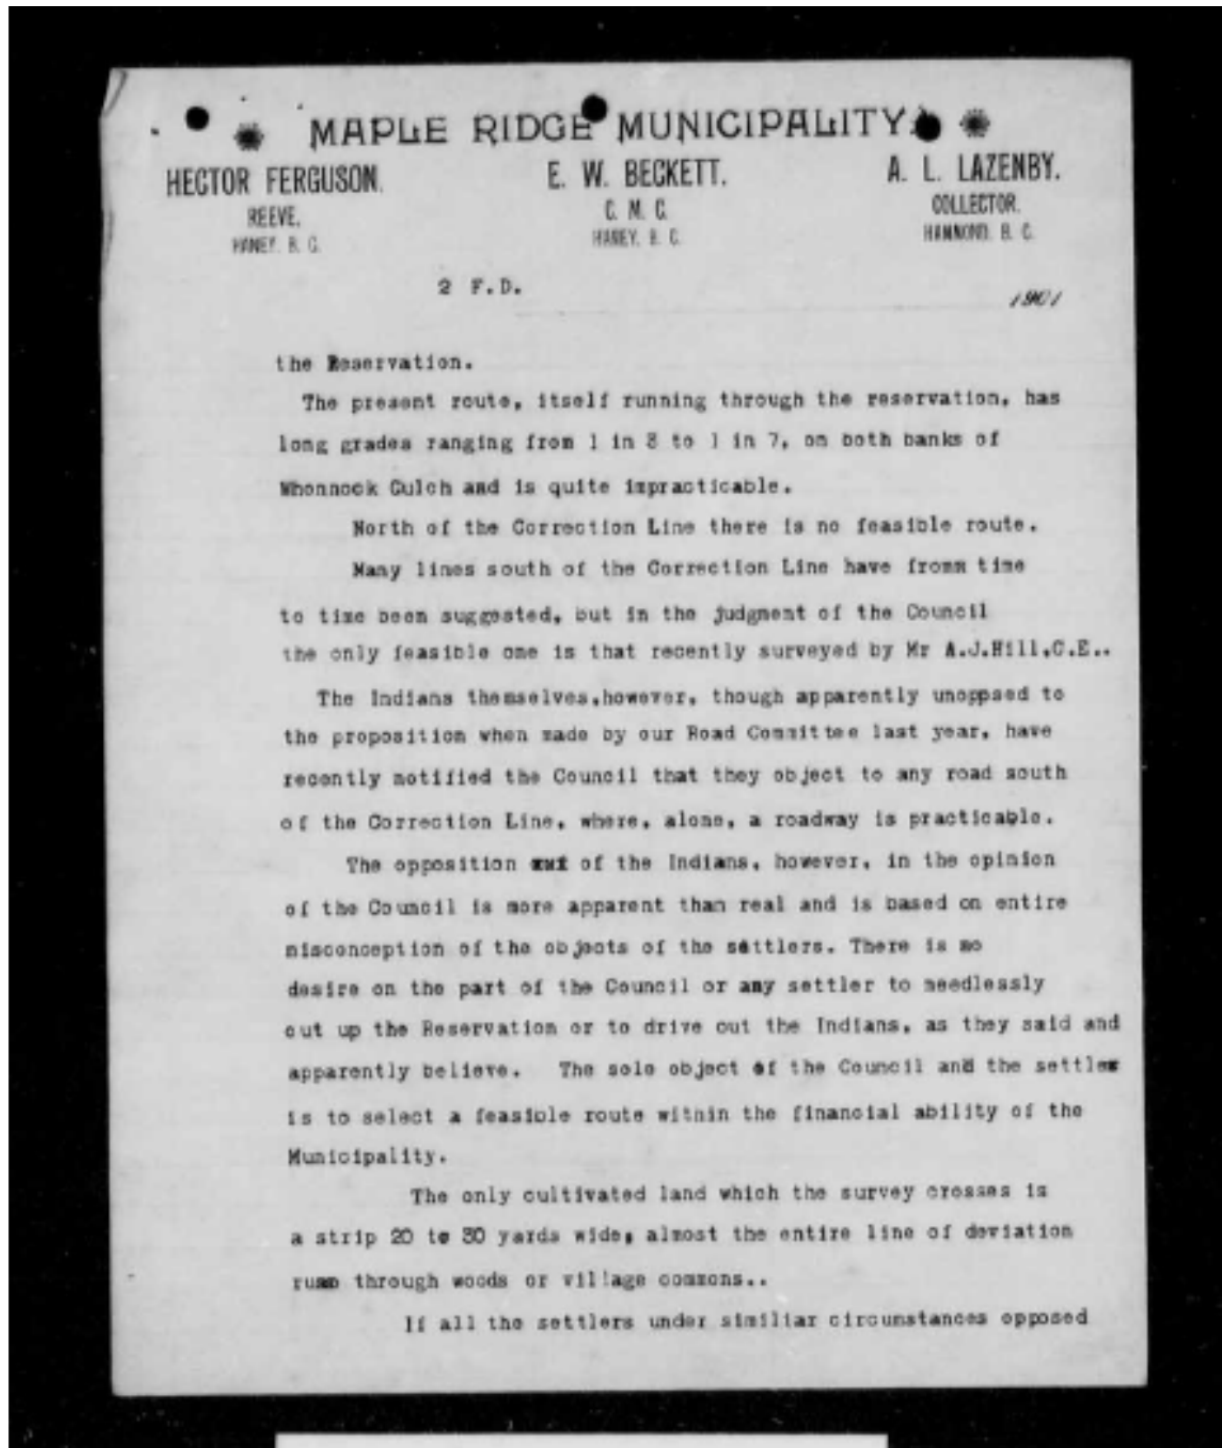 MAPLE RIDGE MUNICIPALITY.
HECTOR FERGUSON.
REEVE.
HANEY. B. C.
E. W. BECKETT.
C. M. C.
HANEY. B. C.
A. L. LAZENBY.
COLLECTOR.
HAMMOND. B. C.
2 F.D.
1901
the Reservation.
The present route, itself running through the reservation, has
long grades ranging from 1 in 3 to 1 in 7, on both banks of
Whonnock Gulch and is quite impracticable.
North of the Correction Line there is no feasible route.
Many lines south of the Correction Line have fromm time
to time been suggested, but in the judgment of the Council
the only feasible one is that recently surveyed by Mr A.J.Hill,C.E..
The Indians themselves,however, though apparently unoppsed to
the proposition when made by our Road Committee last year, have
recently notified the Council that they object to any road south
of the Correction Line, where, alone, a roadway is practicable.
The opposition of the Indians, however, in the opinion
of the Council is more apparent than real and is based on entire
misconception of the objects of the settlers. There is no
desire on the part of the Council or any settler to needlessly
cut up the Reservation or to drive out the Indians, as they said and
apparently believe. The sole object of the Council and the settler
is to select a feasible route within the financial ability of the
Municipality.
The only cultivated land which the survey crosses is
a strip 20 to 30 yards wide, almost the entire line of deviation
through woods or village commons..
If all the settlers under similiar circumstances opposed